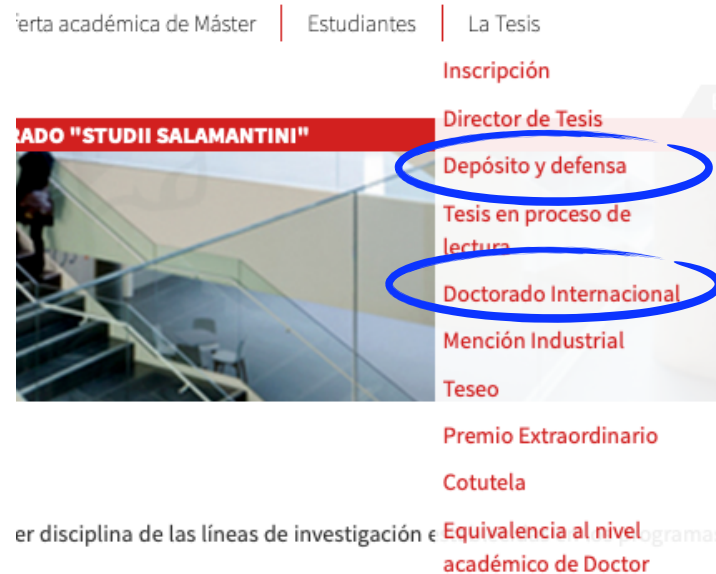 ferta académica de Máster
Estudiantes
La Tesis
Inscripción
RADO "STUDII SALAMANTINI"
Director de Tesis
Depósito y defensa
Tesis en proceso de
lectura
Doctorado Internacional
Mención Industrial
Teseo
Premio Extraordinario
Cotutela
er disciplina de las líneas de investigación e
Equivalencia al nivel
académico de Doctor